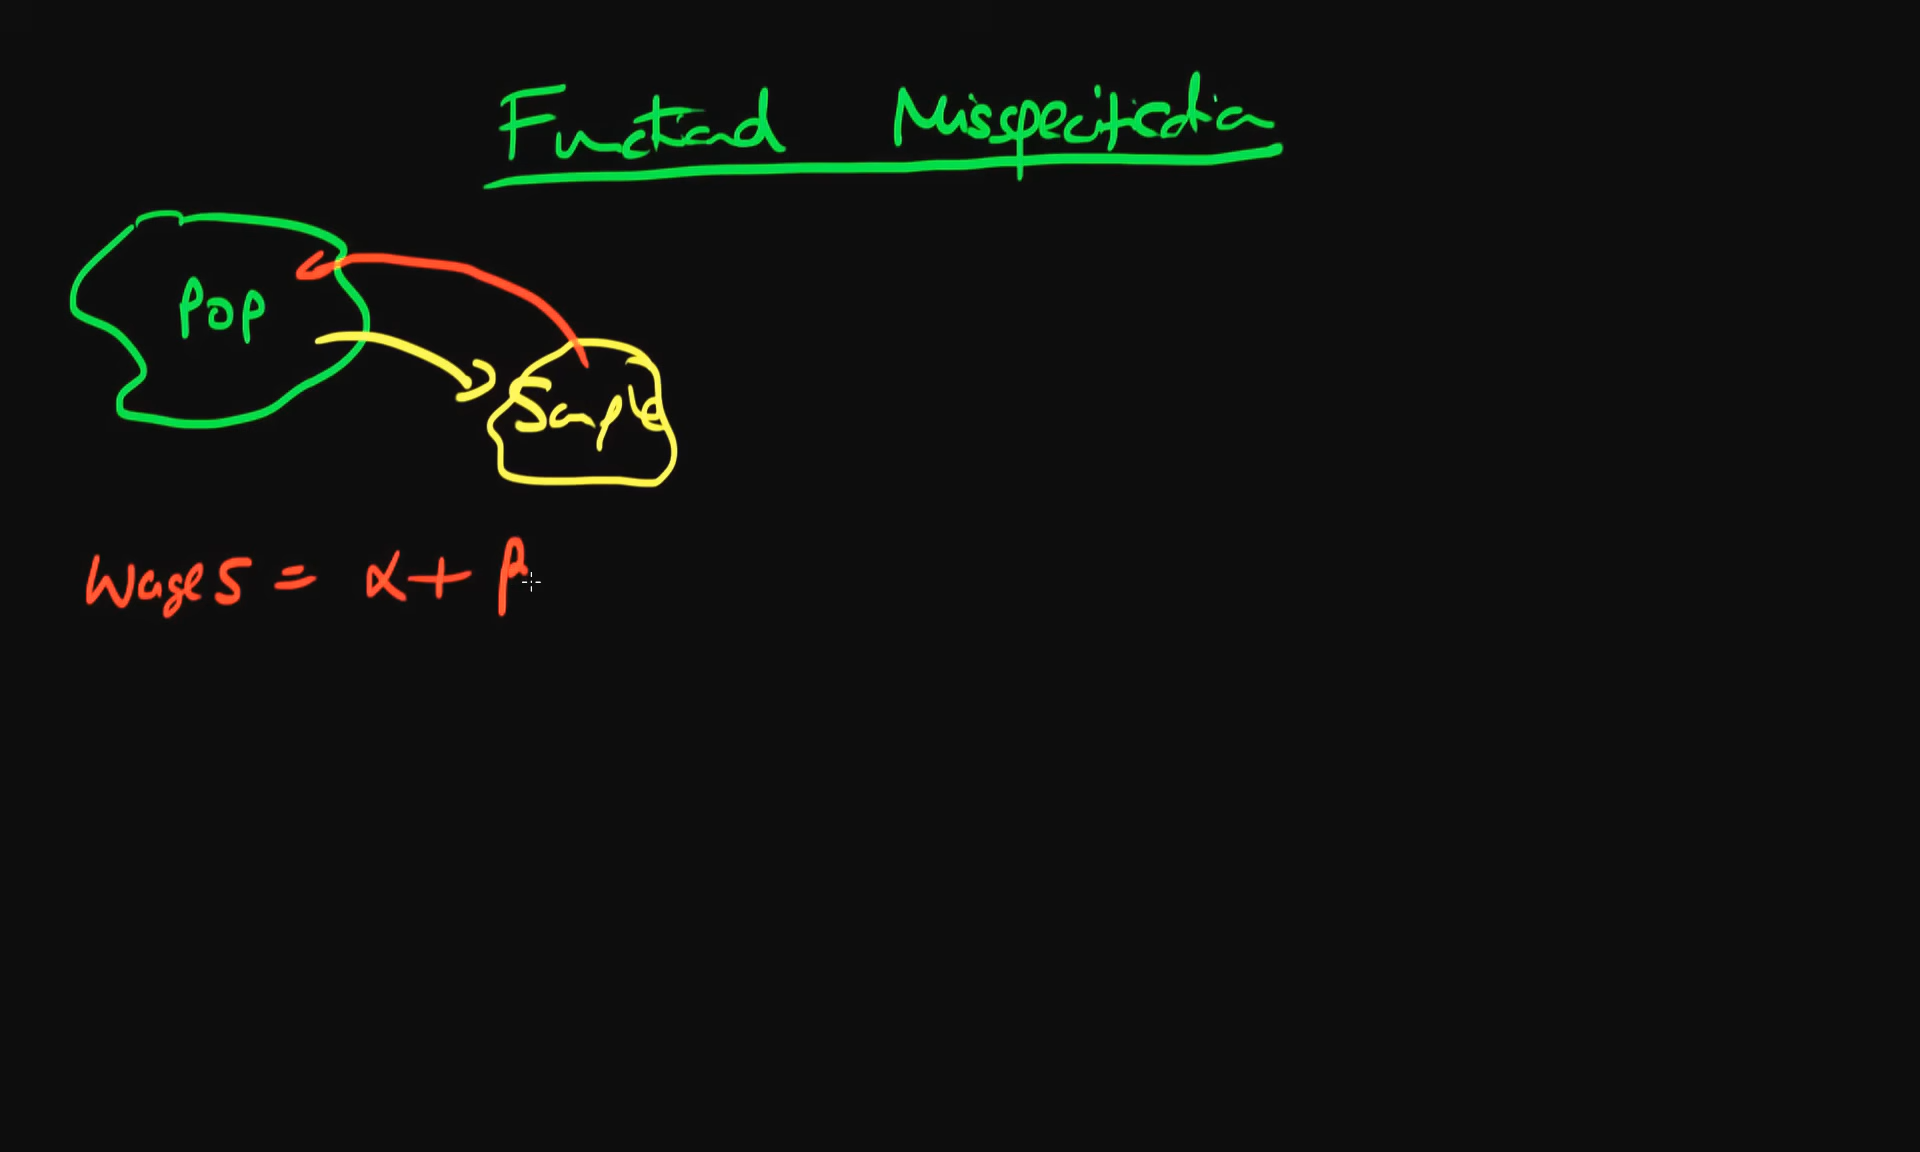 Functional Misspecification
Pop
Sample
Wages = α + β